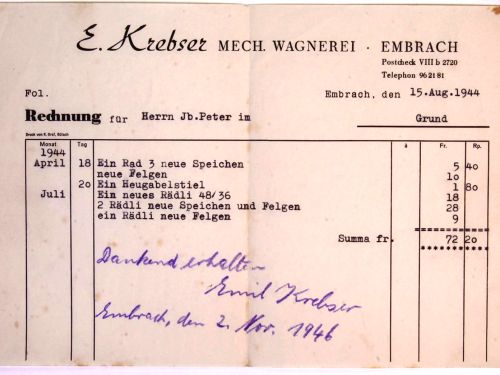 E. Krebser MECH. WAGNEREI · EMBRACH
Postcheck VIII b 2720
Telephon 96 21 81
Fol.
Embrach, den 15.Aug.1944
Rechnung für Herrn Jb.Peter im Grund
Druck von R. Graf, Bülach
Monat Tag à Fr. Rp.
1944
April 18 Ein Rad 3 neue Speichen 5 40
neue Felgen 10
20 Ein Heugabelstiel 1 80
Juli Ein neues Rädli 48/36 18
2 Rädli neue Speichen und Felgen 28
ein Rädli neue Felgen 9
Summa fr. 72 20
Dankend erhalten
Emil Krebser
Embrach, den 2. Nov. 1946